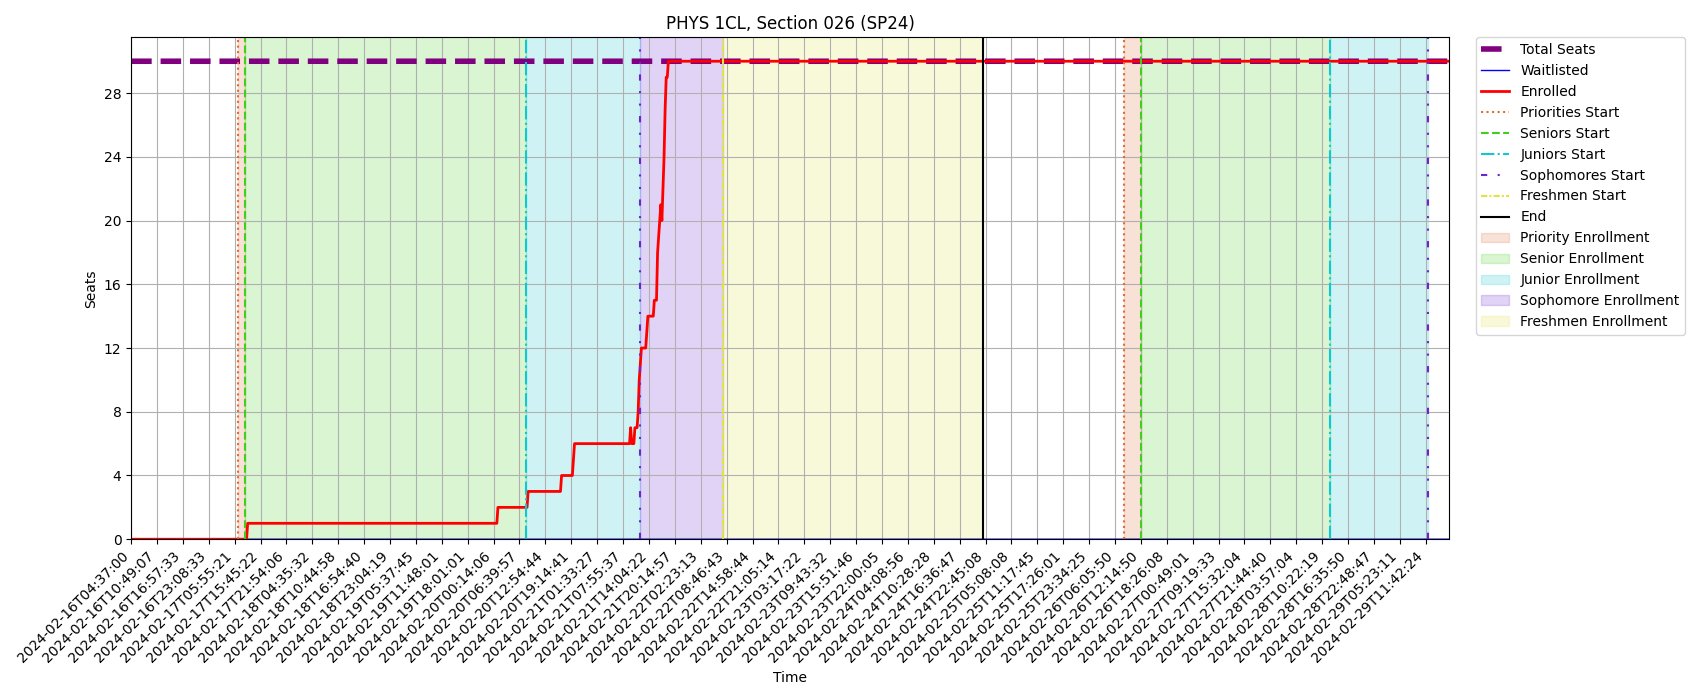 PHYS 1CL, Section 026 (SP24)
Seats
28
24
20
16
12
8
4
0
2024-02-16T04:37:00
2024-02-16T10:49:07
2024-02-16T16:57:33
2024-02-16T23:08:33
2024-02-17T05:55:21
2024-02-17T15:45:22
2024-02-17T21:54:06
2024-02-18T04:35:32
2024-02-18T10:44:58
2024-02-18T16:54:40
2024-02-18T23:04:19
2024-02-19T05:37:45
2024-02-19T11:48:01
2024-02-19T18:01:01
2024-02-20T00:14:06
2024-02-20T06:39:57
2024-02-20T12:54:44
2024-02-20T19:14:41
2024-02-21T01:33:27
2024-02-21T07:55:37
2024-02-21T14:04:22
2024-02-21T20:14:57
2024-02-22T02:23:13
2024-02-22T08:46:43
2024-02-22T14:58:44
2024-02-22T21:05:14
2024-02-23T03:17:22
2024-02-23T09:43:32
2024-02-23T15:51:46
2024-02-23T22:00:05
2024-02-24T04:08:56
2024-02-24T10:28:28
2024-02-24T16:36:47
2024-02-24T22:45:08
2024-02-25T05:08:08
2024-02-25T11:17:45
2024-02-25T17:26:01
2024-02-25T23:34:25
2024-02-26T06:05:50
2024-02-26T12:14:50
2024-02-26T18:26:08
2024-02-27T00:49:01
2024-02-27T09:19:33
2024-02-27T15:32:04
2024-02-27T21:44:40
2024-02-28T03:57:04
2024-02-28T10:22:19
2024-02-28T16:35:50
2024-02-28T22:48:47
2024-02-29T05:23:11
2024-02-29T11:42:24
Time
Total Seats
Waitlisted
Enrolled
Priorities Start
Seniors Start
Juniors Start
Sophomores Start
Freshmen Start
End
Priority Enrollment
Senior Enrollment
Junior Enrollment
Sophomore Enrollment
Freshmen Enrollment